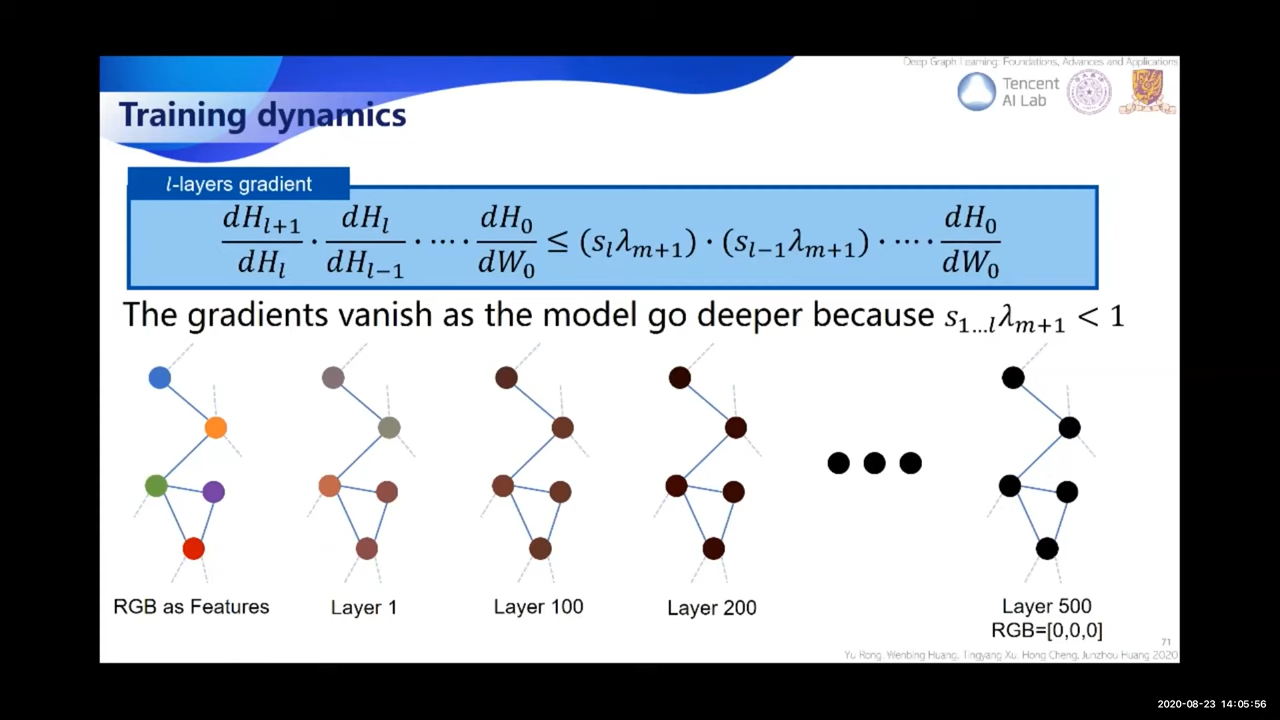 Deep Graph Learning: Foundations, Advances and Applications
Tencent
AI Lab
Training dynamics
l-layers gradient
dH_{l+1}/dH_l · dH_l/dH_{l−1} · ⋯ · dH_0/dW_0 ≤ (s_l λ_{m+1}) · (s_{l−1} λ_{m+1}) · ⋯ · dH_0/dW_0
The gradients vanish as the model go deeper because s_{1…l} λ_{m+1} < 1
RGB as Features
Layer 1
Layer 100
Layer 200
Layer 500
RGB=[0,0,0]
71
Yu Rong, Wenbing Huang, Tingyang Xu, Hong Cheng, Junzhou Huang 2020
2020-08-23 14:05:56